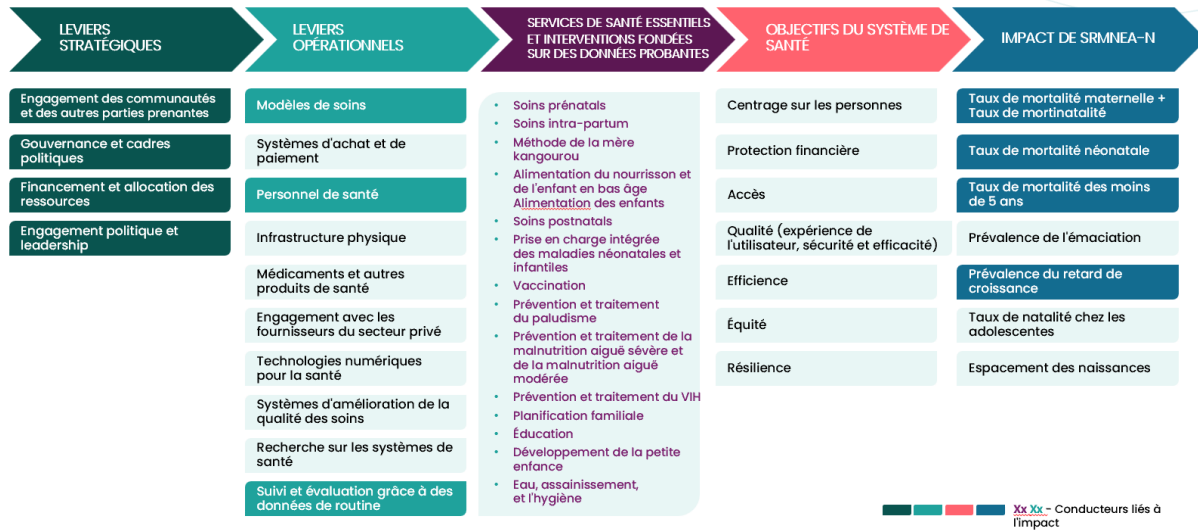 LEVIERS
STRATÉGIQUES
LEVIERS
OPÉRATIONNELS
SERVICES DE SANTÉ ESSENTIELS
ET INTERVENTIONS FONDÉES
SUR DES DONNÉES PROBANTES
OBJECTIFS DU SYSTÈME DE
SANTÉ
IMPACT DE SRMNEA-N
Engagement des communautés
et des autres parties prenantes
Gouvernance et cadres
politiques
Financement et allocation des
ressources
Engagement politique et
leadership
Modèles de soins
Systèmes d'achat et de
paiement
Personnel de santé
Infrastructure physique
Médicaments et autres
produits de santé
Engagement avec les
fournisseurs du secteur privé
Technologies numériques
pour la santé
Systèmes d'amélioration de la
qualité des soins
Recherche sur les systèmes de
santé
Suivi et évaluation grâce à des
données de routine
• Soins prénatals
• Soins intra-partum
• Méthode de la mère
kangourou
• Alimentation du nourrisson et
de l'enfant en bas âge
Alimentation des enfants
• Soins postnatals
• Prise en charge intégrée
des maladies néonatales et
infantiles
• Vaccination
• Prévention et traitement
du paludisme
• Prévention et traitement de la
malnutrition aiguë sévère et
de la malnutrition aiguë
modérée
• Prévention et traitement du VIH
• Planification familiale
• Éducation
• Développement de la petite
enfance
• Eau, assainissement,
et l'hygiène
Centrage sur les personnes
Protection financière
Accès
Qualité (expérience de
l'utilisateur, sécurité et efficacité)
Efficience
Équité
Résilience
Taux de mortalité maternelle +
Taux de mortinatalité
Taux de mortalité néonatale
Taux de mortalité des moins
de 5 ans
Prévalence de l'émaciation
Prévalence du retard de
croissance
Taux de natalité chez les
adolescentes
Espacement des naissances
Xx Xx - Conducteurs liés à
l'impact